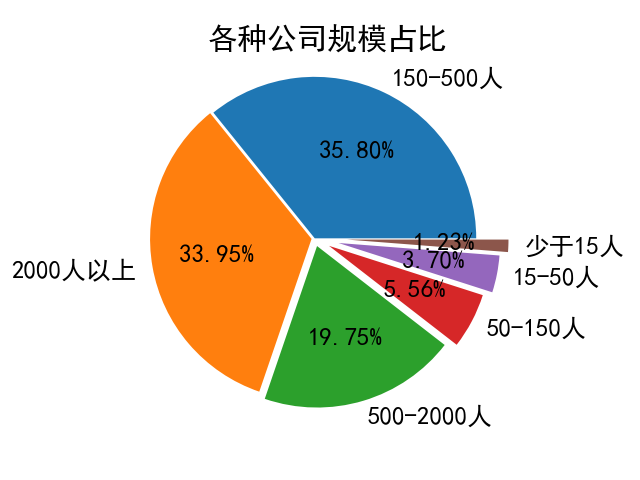 各种公司规模占比
150-500人
35.80%
33.95%
2000人以上
19.75%
500-2000人
5.56%
50-150人
3.70%
15-50人
1.23%
少于15人